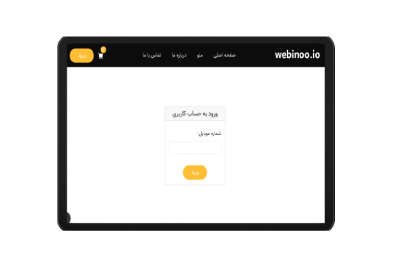 webinoo.io
صفحه اصلی
منو
درباره ما
تماس با ما
ورود
ورود به حساب کاربری
شماره موبایل:
ورود